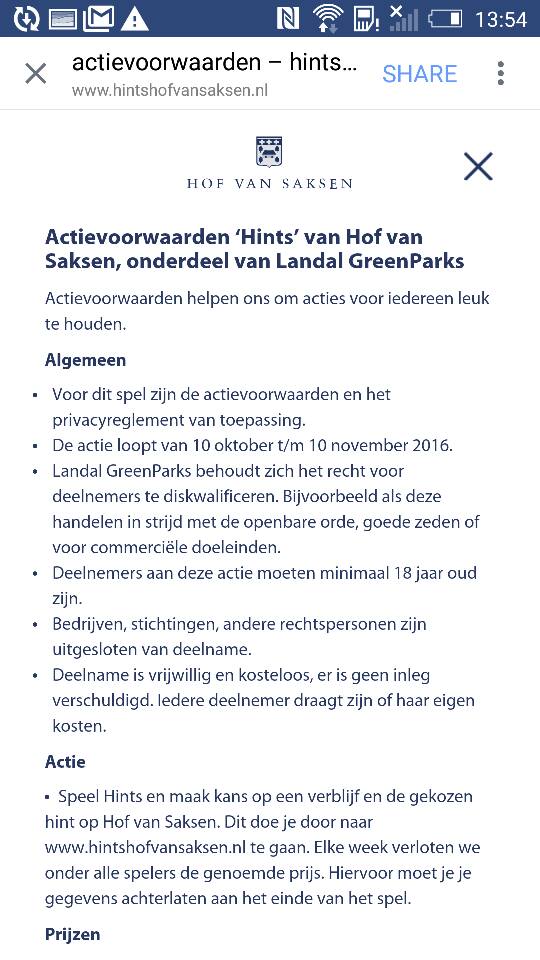 13:54
actievoorwaarden – hints...
www.hintshofvansaksen.nl
SHARE
HOF VAN SAKSEN
Actievoorwaarden ‘Hints’ van Hof van
Saksen, onderdeel van Landal GreenParks
Actievoorwaarden helpen ons om acties voor iedereen leuk
te houden.
Algemeen
• Voor dit spel zijn de actievoorwaarden en het
privacyreglement van toepassing.
• De actie loopt van 10 oktober t/m 10 november 2016.
• Landal GreenParks behoudt zich het recht voor
deelnemers te diskwalificeren. Bijvoorbeeld als deze
handelen in strijd met de openbare orde, goede zeden of
voor commerciële doeleinden.
• Deelnemers aan deze actie moeten minimaal 18 jaar oud
zijn.
• Bedrijven, stichtingen, andere rechtspersonen zijn
uitgesloten van deelname.
• Deelname is vrijwillig en kosteloos, er is geen inleg
verschuldigd. Iedere deelnemer draagt zijn of haar eigen
kosten.
Actie
▪ Speel Hints en maak kans op een verblijf en de gekozen
hint op Hof van Saksen. Dit doe je door naar
www.hintshofvansaksen.nl te gaan. Elke week verloten we
onder alle spelers de genoemde prijs. Hiervoor moet je je
gegevens achterlaten aan het einde van het spel.
Prijzen